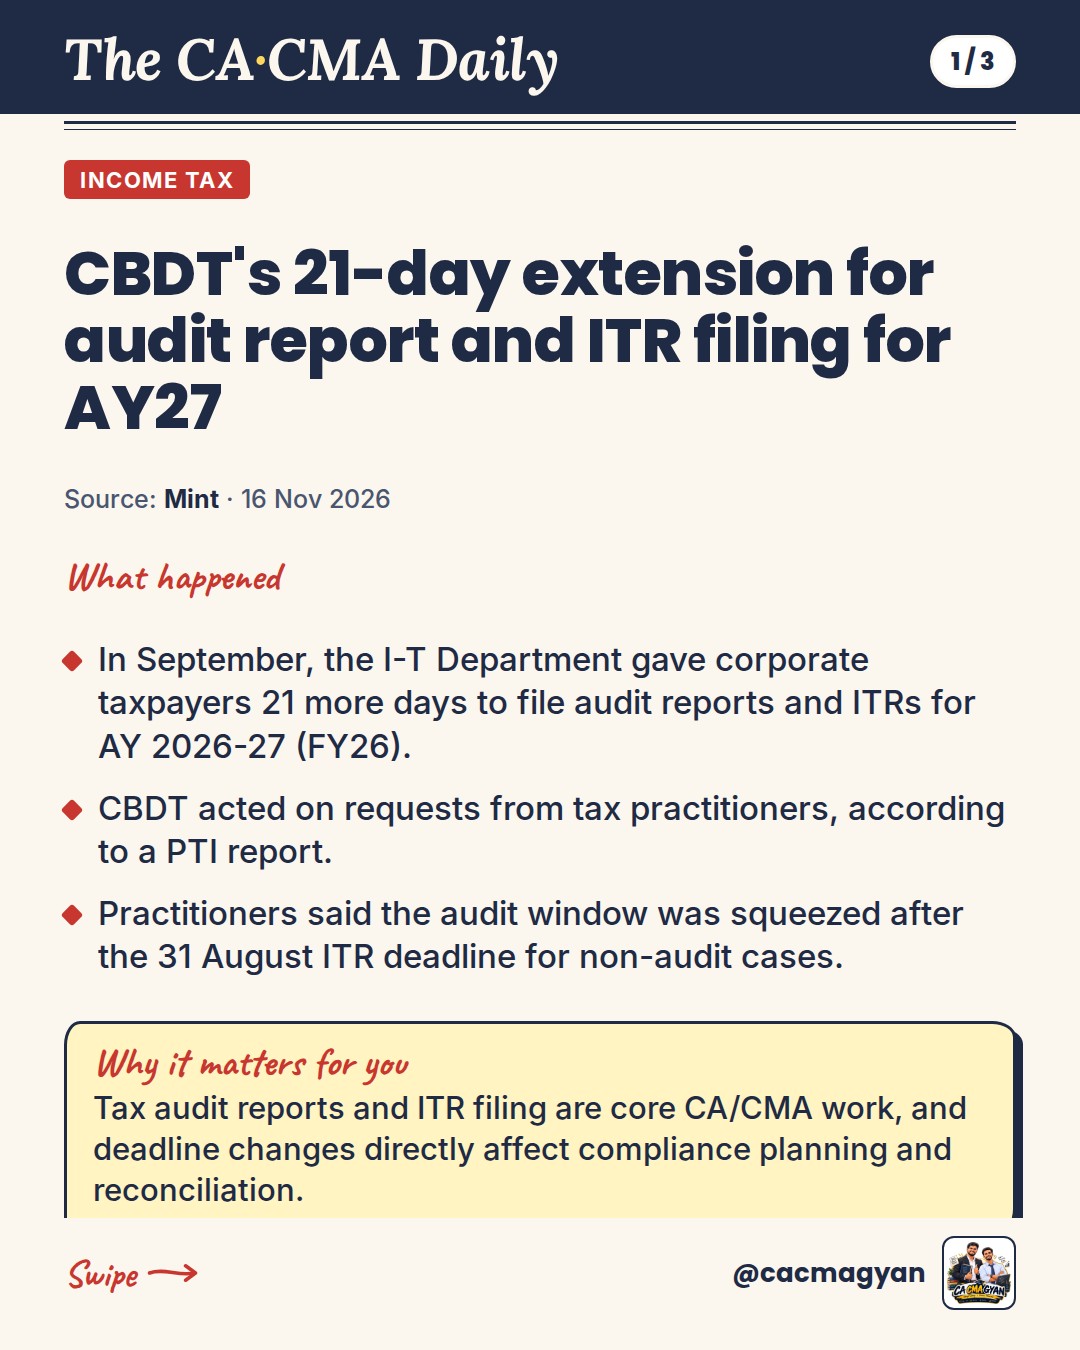 The CA·CMA Daily
1/3
INCOME TAX
CBDT's 21-day extension for
audit report and ITR filing for
AY27
Source: Mint · 16 Nov 2026
What happened
In September, the I-T Department gave corporate
taxpayers 21 more days to file audit reports and ITRs for
AY 2026-27 (FY26).
CBDT acted on requests from tax practitioners, according
to a PTI report.
Practitioners said the audit window was squeezed after
the 31 August ITR deadline for non-audit cases.
Why it matters for you
Tax audit reports and ITR filing are core CA/CMA work, and
deadline changes directly affect compliance planning and
reconciliation.
Swipe
@cacmagyan
CA CMA GYAN